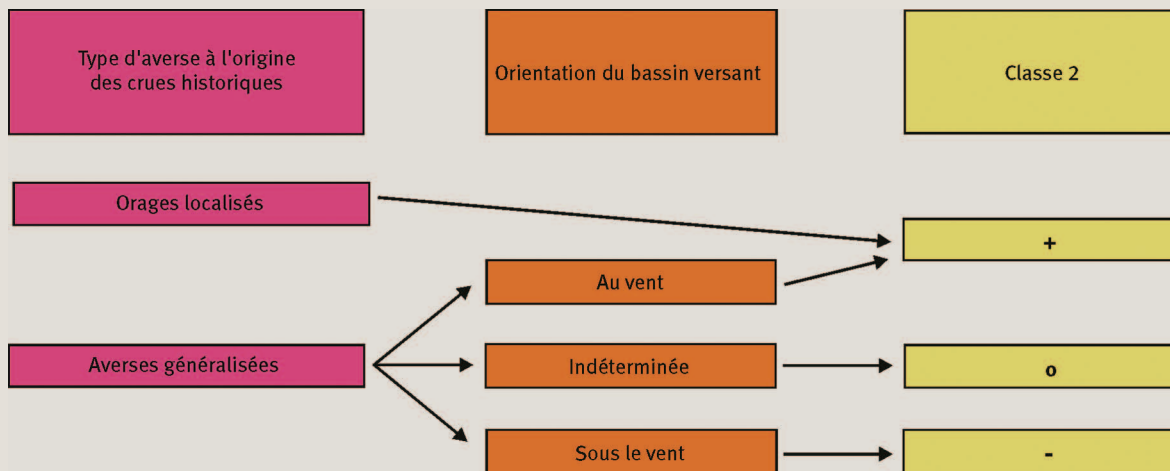 Type d'averse à l'origine
des crues historiques
Orientation du bassin versant
Classe 2
Orages localisés
+
Au vent
Averses généralisées
Indéterminée
o
Sous le vent
-